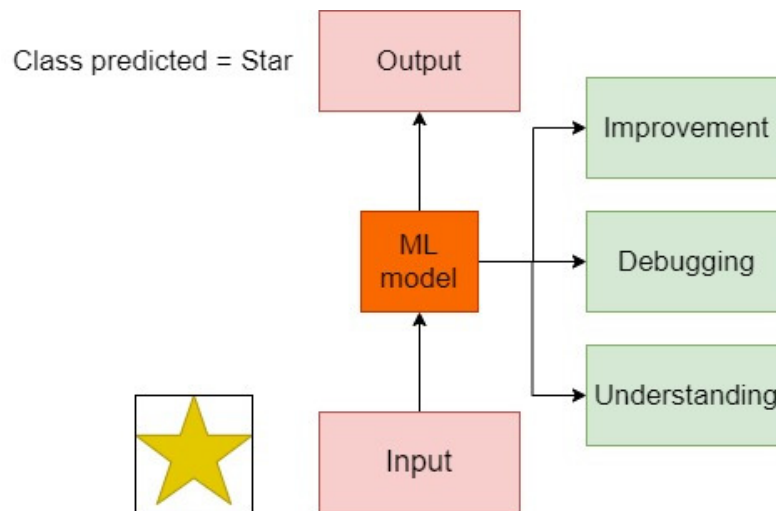 Class predicted = Star
Output
Improvement
ML
model
Debugging
Understanding
Input